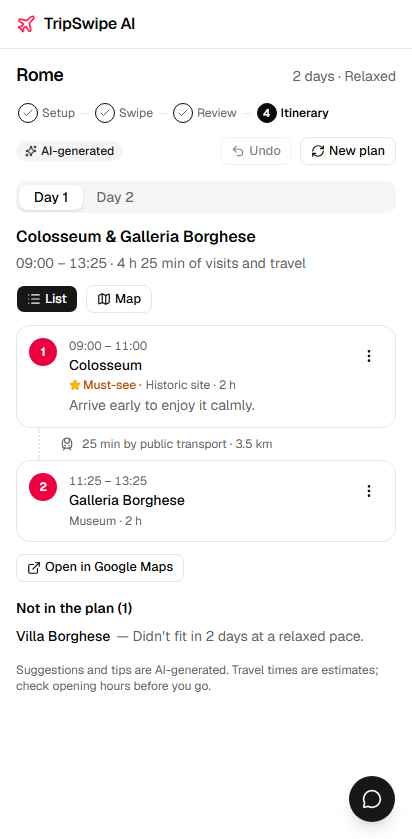 TripSwipe AI
Rome
2 days · Relaxed
Setup
Swipe
Review
4 Itinerary
AI-generated
Undo
New plan
Day 1
Day 2
Colosseum & Galleria Borghese
09:00 – 13:25 · 4 h 25 min of visits and travel
List
Map
1
09:00 – 11:00
Colosseum
Must-see · Historic site · 2 h
Arrive early to enjoy it calmly.
25 min by public transport · 3.5 km
2
11:25 – 13:25
Galleria Borghese
Museum · 2 h
Open in Google Maps
Not in the plan (1)
Villa Borghese — Didn't fit in 2 days at a relaxed pace.
Suggestions and tips are AI-generated. Travel times are estimates;
check opening hours before you go.